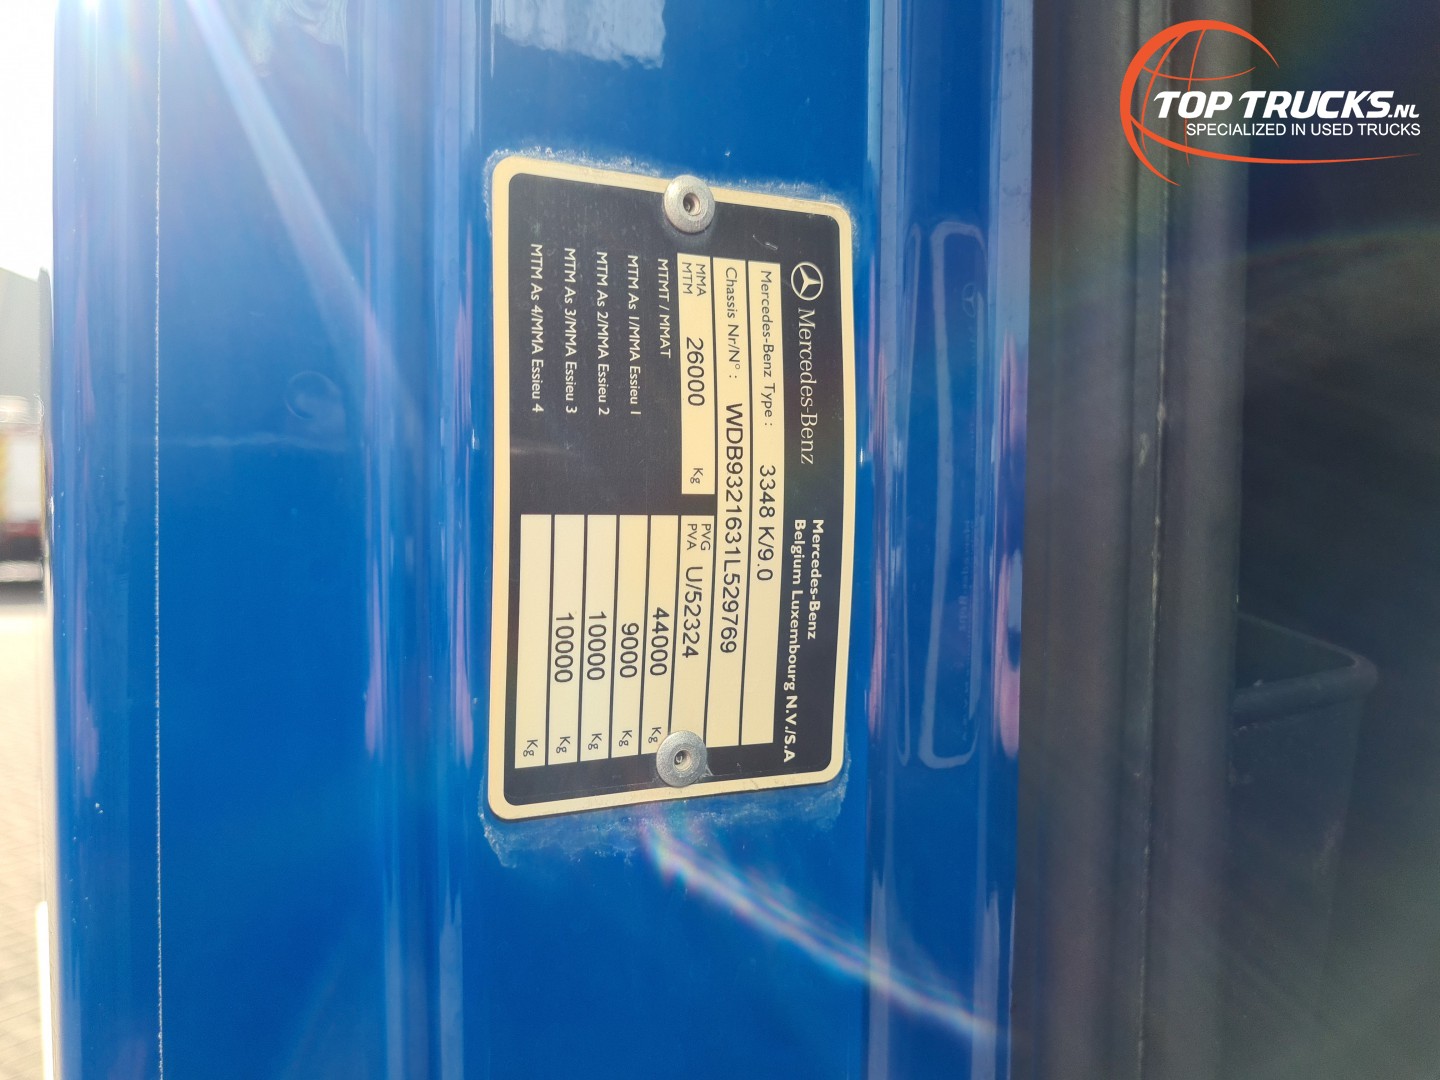 TOP TRUCKS.NL
SPECIALIZED IN USED TRUCKS
Mercedes-Benz
Mercedes-Benz
Belgium Luxembourg N.V./S.A
Mercedes-Benz Type : 3348 K/9.0
Chassis Nr/N° : WDB9321631L529769
MMA
MTM 26000 Kg
PVG
PVA U/52324
MTMT / MMAT 44000 Kg
MTM As 1/MMA Essieu 1 9000 Kg
MTM As 2/MMA Essieu 2 10000 Kg
MTM As 3/MMA Essieu 3 10000 Kg
MTM As 4/MMA Essieu 4 Kg